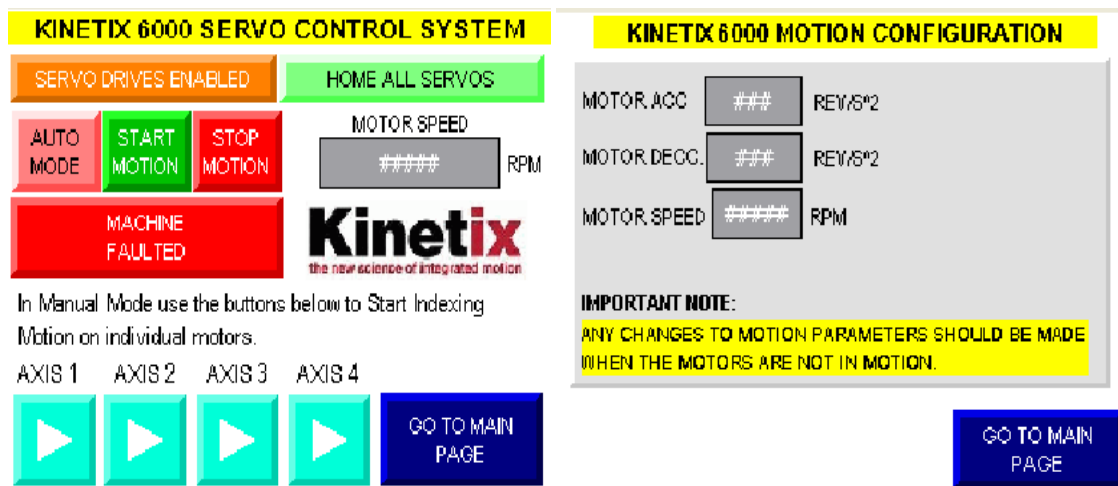 KINETIX 6000 SERVO CONTROL SYSTEM
SERVO DRIVES ENABLED
HOME ALL SERVOS
AUTO
MODE
START
MOTION
STOP
MOTION
MOTOR SPEED
##### RPM
MACHINE
FAULTED
Kinetix
the new science of integrated motion
In Manual Mode use the buttons below to Start Indexing
Motion on individual motors.
AXIS 1 AXIS 2 AXIS 3 AXIS 4
GO TO MAIN
PAGE
KINETIX 6000 MOTION CONFIGURATION
MOTOR ACC ### REV/S^2
MOTOR DECC. ### REV/S^2
MOTOR SPEED ##### RPM
IMPORTANT NOTE:
ANY CHANGES TO MOTION PARAMETERS SHOULD BE MADE
WHEN THE MOTORS ARE NOT IN MOTION.
GO TO MAIN
PAGE